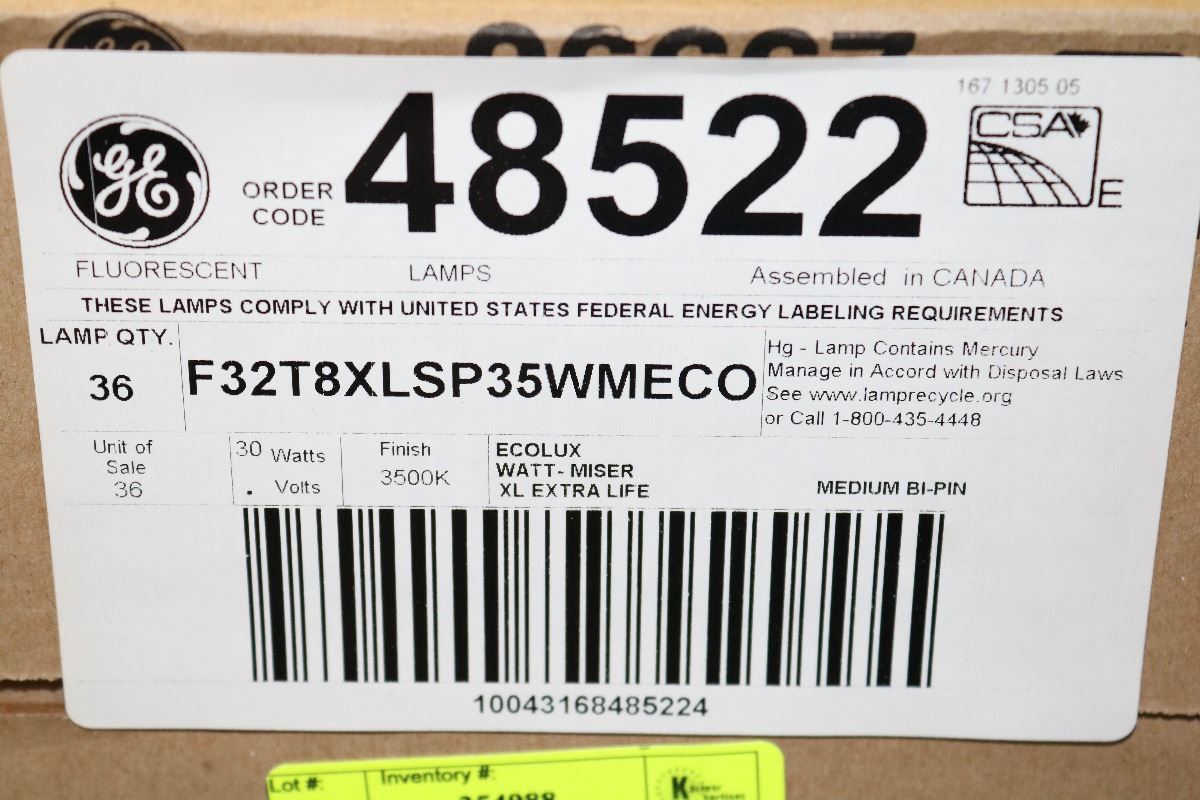 167 1305 05
GE
ORDER CODE
48522
CSA
E
FLUORESCENT LAMPS Assembled in CANADA
THESE LAMPS COMPLY WITH UNITED STATES FEDERAL ENERGY LABELING REQUIREMENTS
LAMP QTY.
36
F32T8XLSP35WMECO
Hg - Lamp Contains Mercury
Manage in Accord with Disposal Laws
See www.lamprecycle.org
or Call 1-800-435-4448
Unit of
Sale
36
30 Watts
. Volts
Finish
3500K
ECOLUX
WATT- MISER
XL EXTRA LIFE
MEDIUM BI-PIN
10043168485224
Lot #:
Inventory #: